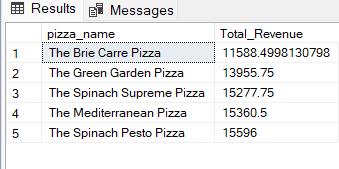 Results Messages
pizza_name Total_Revenue
1 The Brie Carre Pizza 11588.4998130798
2 The Green Garden Pizza 13955.75
3 The Spinach Supreme Pizza 15277.75
4 The Mediterranean Pizza 15360.5
5 The Spinach Pesto Pizza 15596